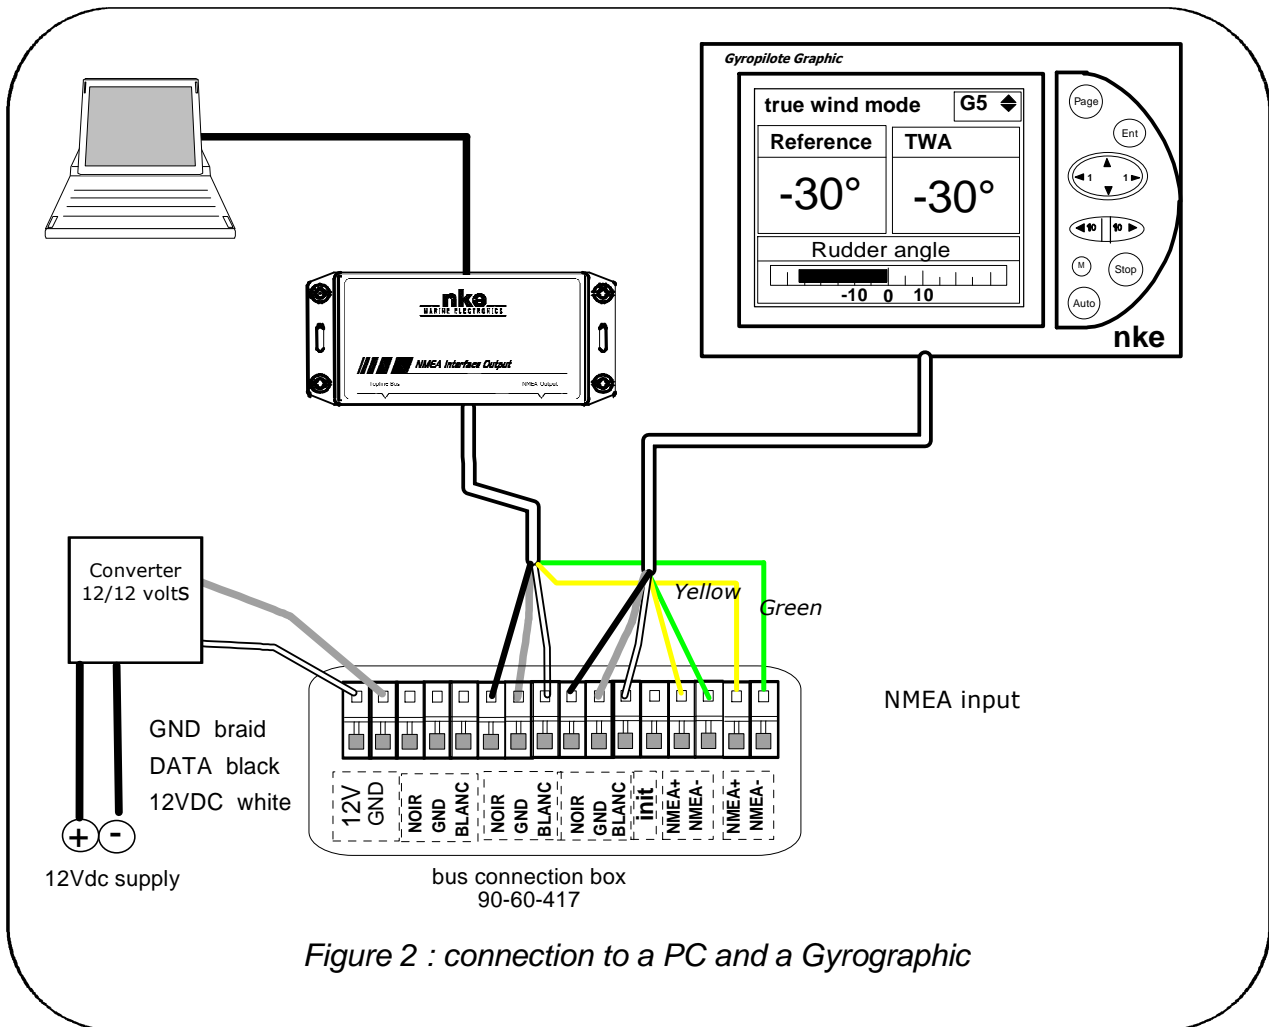 Gyropilote Graphic
true wind mode G5
Reference TWA
-30° -30°
Rudder angle
-10 0 10
Page
Ent
1 1
10 10
M
Stop
Auto
nke
nke
MARINE ELECTRONICS
NMEA Interface Output
Topline Bus NMEA Output
Converter
12/12 voltS
Yellow
Green
NMEA input
GND braid
DATA black
12VDC white
+ -
12Vdc supply
12V
GND
NOIR
GND
BLANC
NOIR
GND
BLANC
NOIR
GND
BLANC
init
NMEA+
NMEA-
NMEA+
NMEA-
bus connection box
90-60-417
Figure 2 : connection to a PC and a Gyrographic